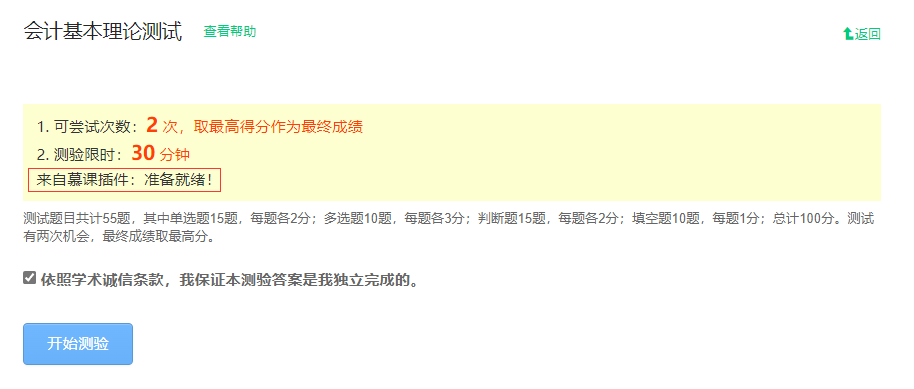 会计基本理论测试 查看帮助 返回
1. 可尝试次数：2 次，取最高得分作为最终成绩
2. 测验限时：30 分钟
来自慕课插件：准备就绪！
测试题目共计55题，其中单选题15题，每题各2分；多选题10题，每题各3分；判断题15题，每题各2分；填空题10题，每题1分；总计100分。测试
有两次机会，最终成绩取最高分。
依照学术诚信条款，我保证本测验答案是我独立完成的。
开始测验